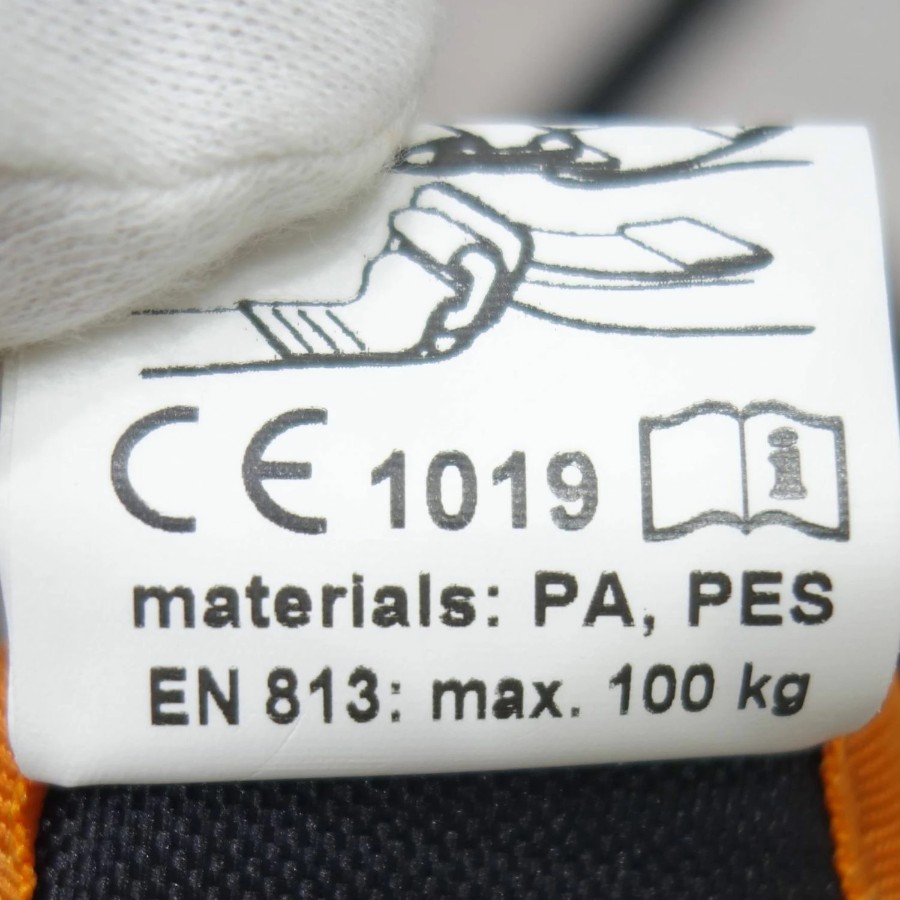 CE 1019
materials: PA, PES
EN 813: max. 100 kg